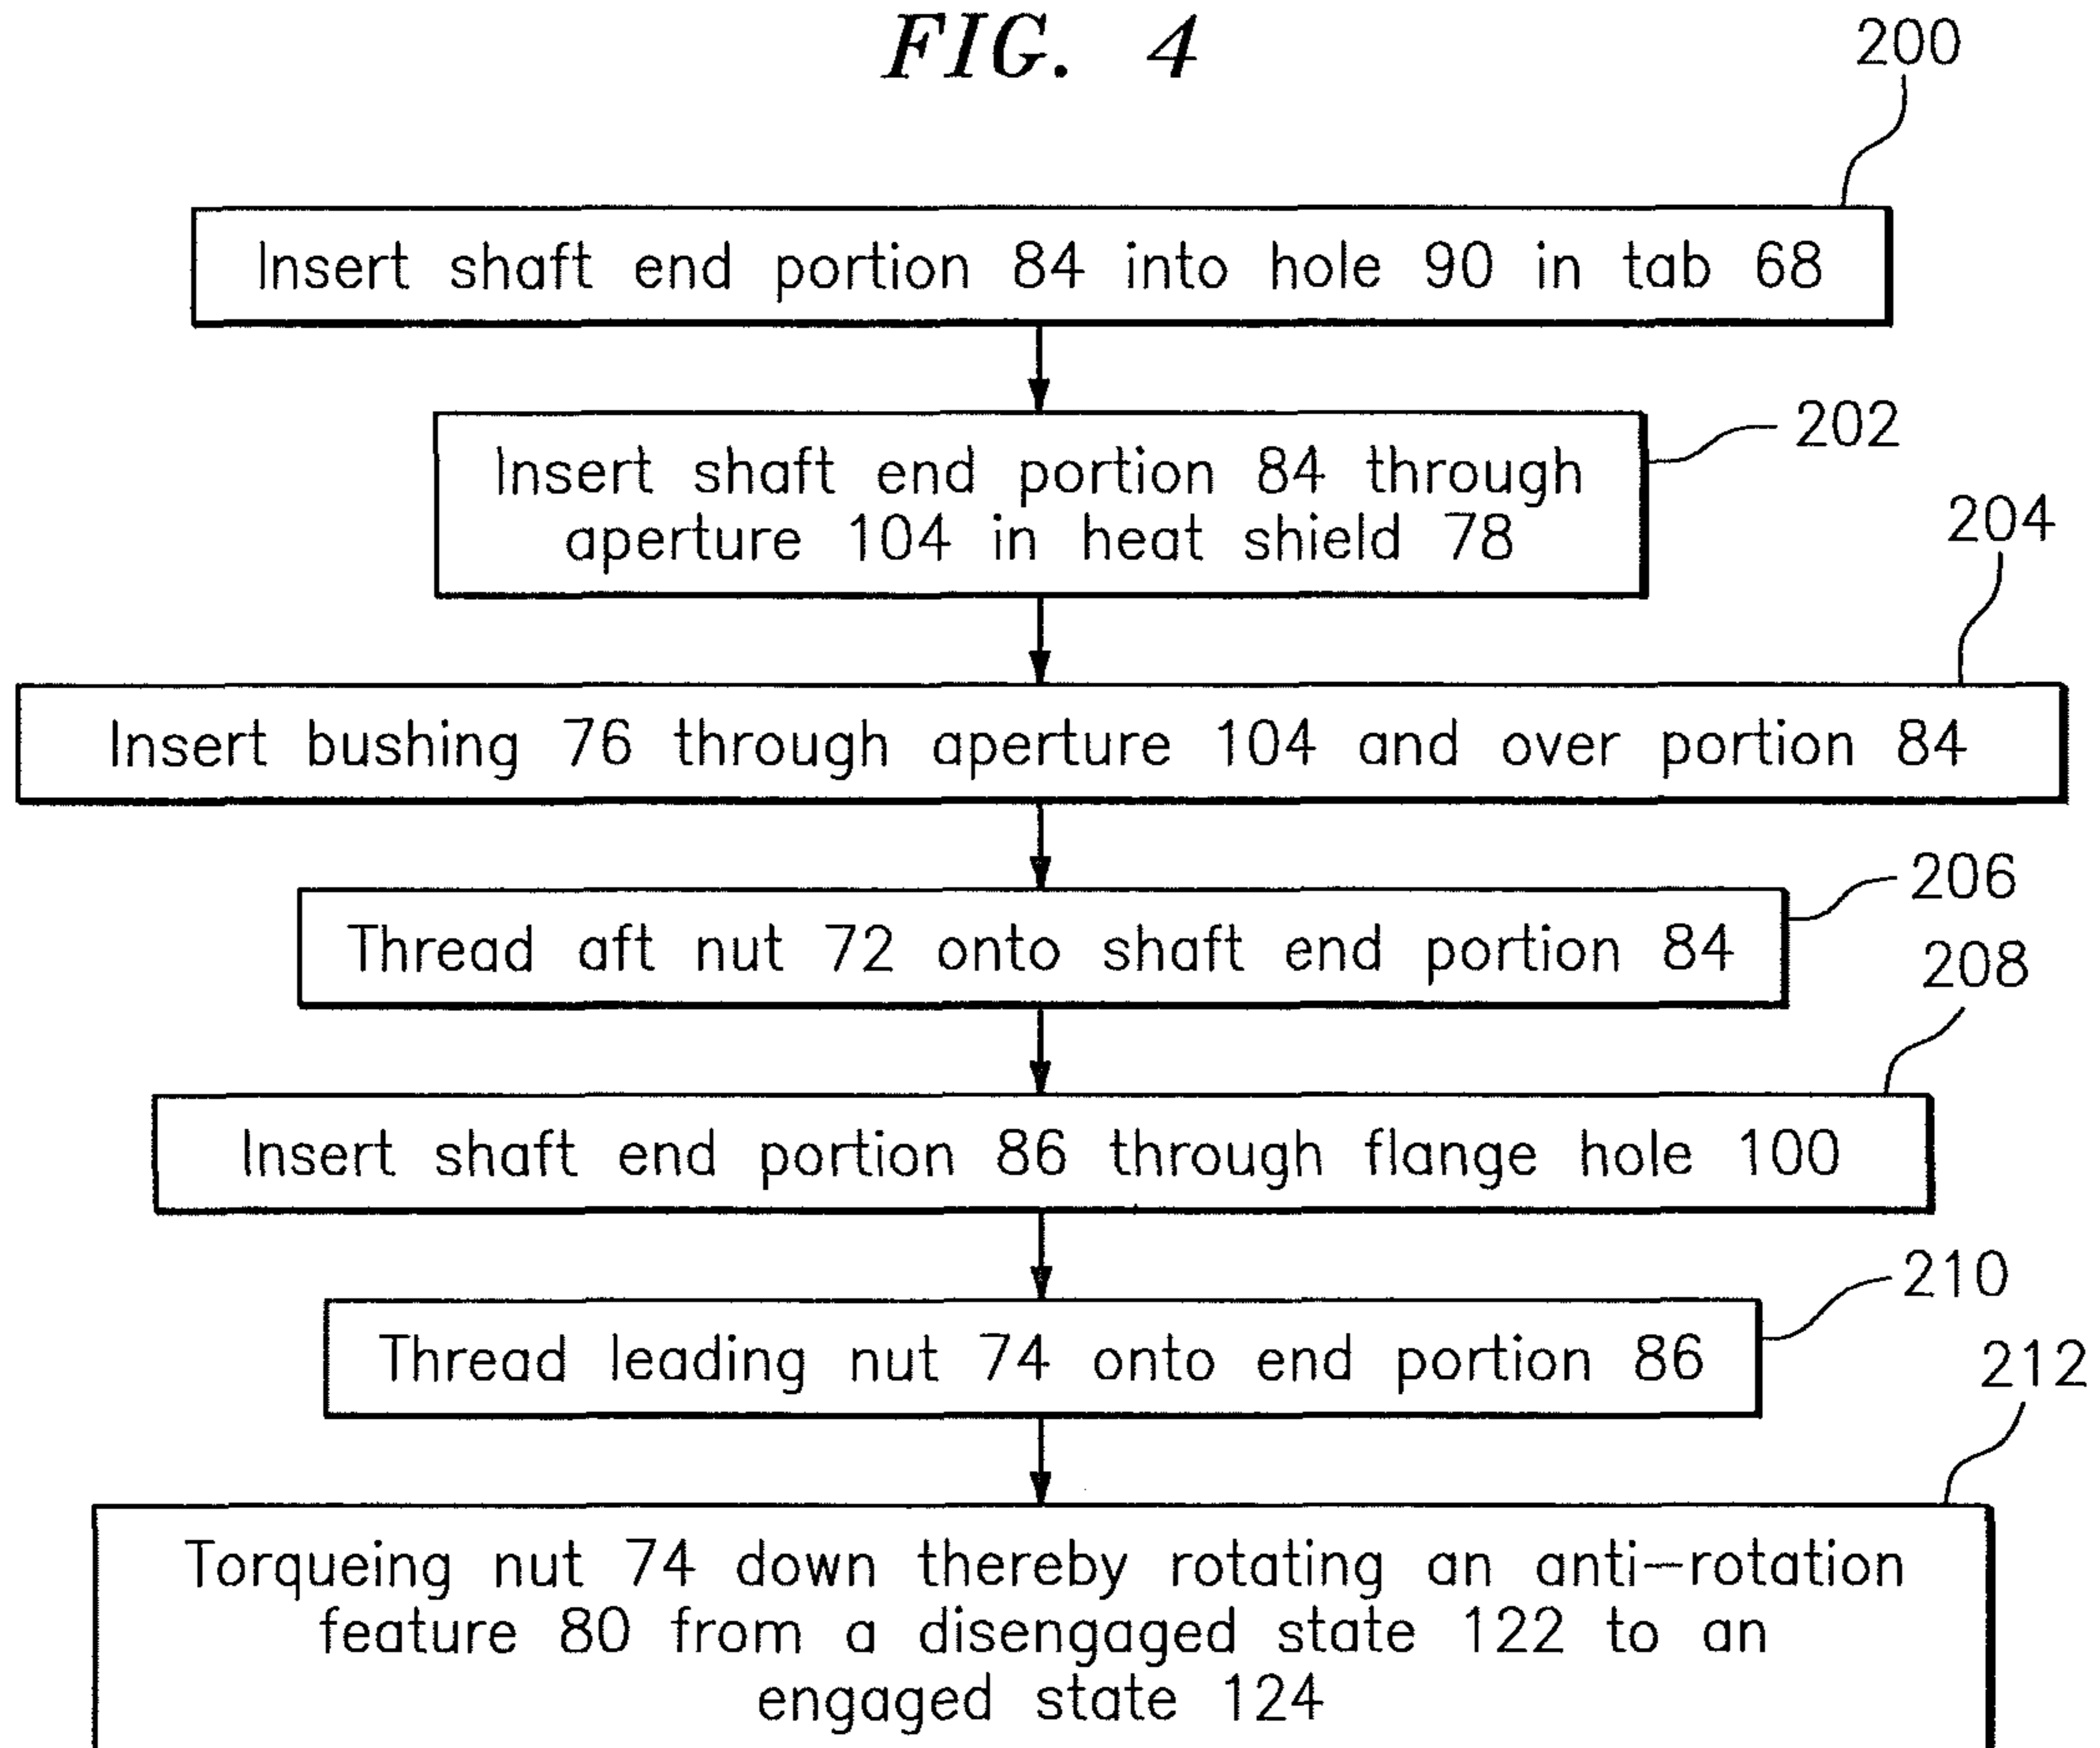 FIG. 4
200
Insert shaft end portion 84 into hole 90 in tab 68
202
Insert shaft end portion 84 through
aperture 104 in heat shield 78
204
Insert bushing 76 through aperture 104 and over portion 84
206
Thread aft nut 72 onto shaft end portion 84
208
Insert shaft end portion 86 through flange hole 100
210
Thread leading nut 74 onto end portion 86
212
Torqueing nut 74 down thereby rotating an anti-rotation
feature 80 from a disengaged state 122 to an
engaged state 124